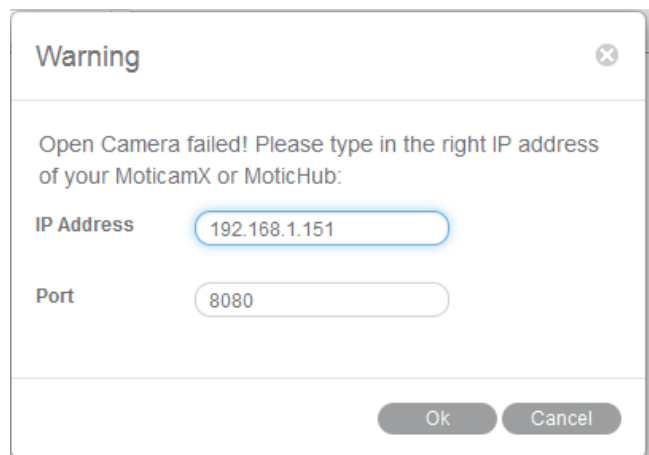 Warning
Open Camera failed! Please type in the right IP address
of your MoticamX or MoticHub:
IP Address
192.168.1.151
Port
8080
Ok
Cancel